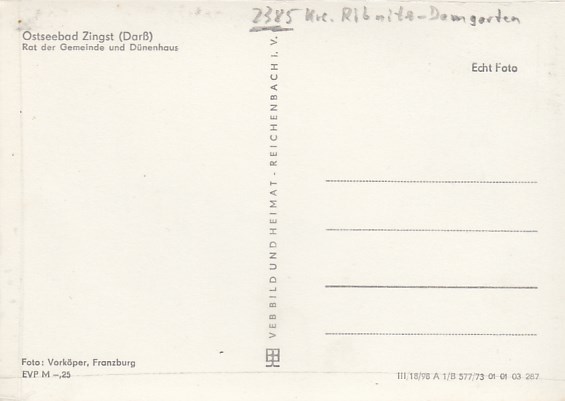 2385 Krs. Ribnitz-Damgarten
Ostseebad Zingst (Darß)
Rat der Gemeinde und Dünenhaus
Echt Foto
VEB BILD UND HEIMAT - REICHENBACH I. V.
Foto: Vorköper, Franzburg
EVP M -,25
III/18/98 A 1/B 577/73 01 01 03 287